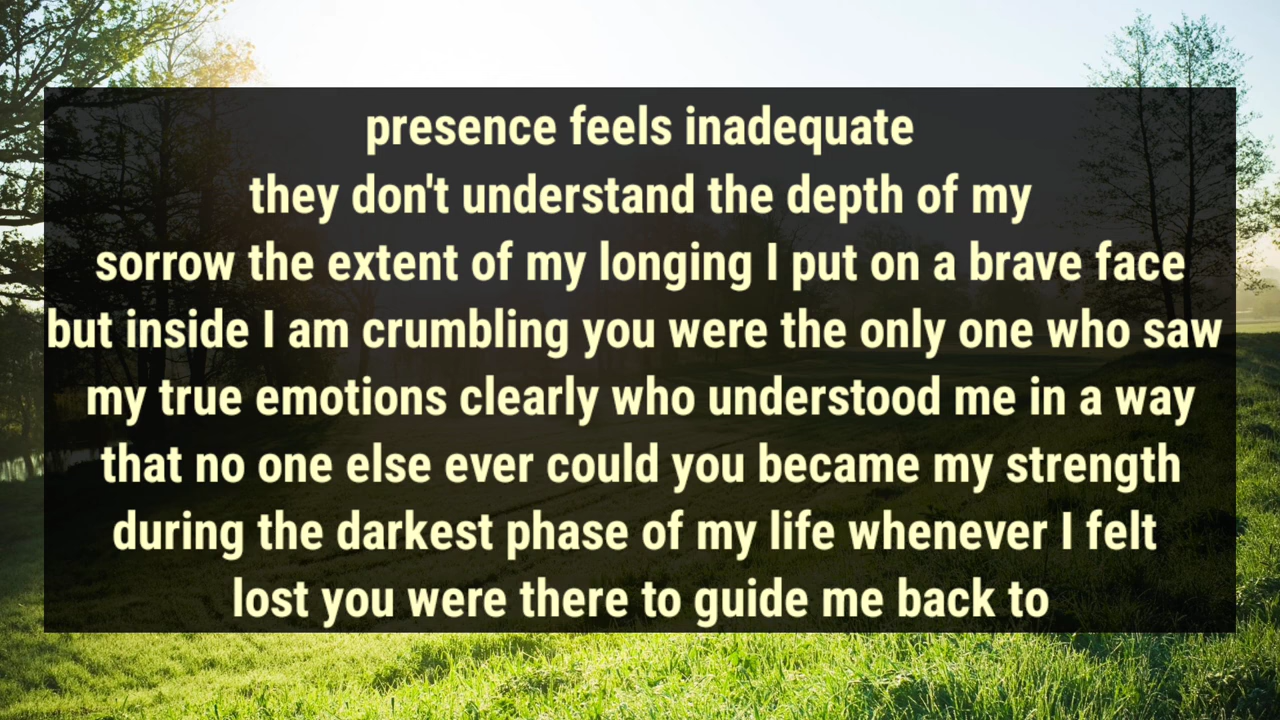 presence feels inadequate
they don't understand the depth of my
sorrow the extent of my longing I put on a brave face
but inside I am crumbling you were the only one who saw
my true emotions clearly who understood me in a way
that no one else ever could you became my strength
during the darkest phase of my life whenever I felt
lost you were there to guide me back to